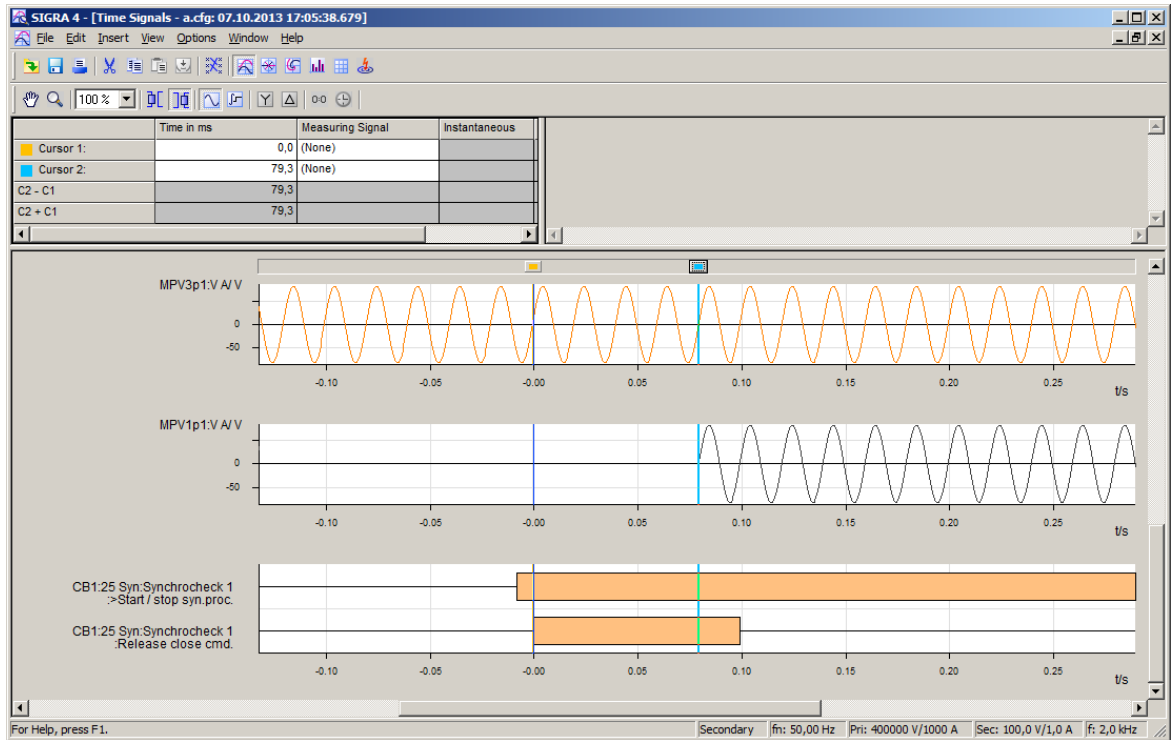 SIGRA 4 - [Time Signals - a.cfg: 07.10.2013 17:05:38.679]
File Edit Insert View Options Window Help
100 %
Time in ms Measuring Signal Instantaneous
Cursor 1: 0,0 (None)
Cursor 2: 79,3 (None)
C2 - C1 79,3
C2 + C1 79,3
MPV3p1:V A/ V
0
-50
-0.10 -0.05 -0.00 0.05 0.10 0.15 0.20 0.25
t/s
MPV1p1:V A/ V
0
-50
-0.10 -0.05 -0.00 0.05 0.10 0.15 0.20 0.25
t/s
CB1:25 Syn:Synchrocheck 1
:>Start / stop syn.proc.
CB1:25 Syn:Synchrocheck 1
:Release close cmd.
-0.10 -0.05 -0.00 0.05 0.10 0.15 0.20 0.25
t/s
For Help, press F1. Secondary fn: 50,00 Hz Pri: 400000 V/1000 A Sec: 100,0 V/1,0 A f: 2,0 kHz